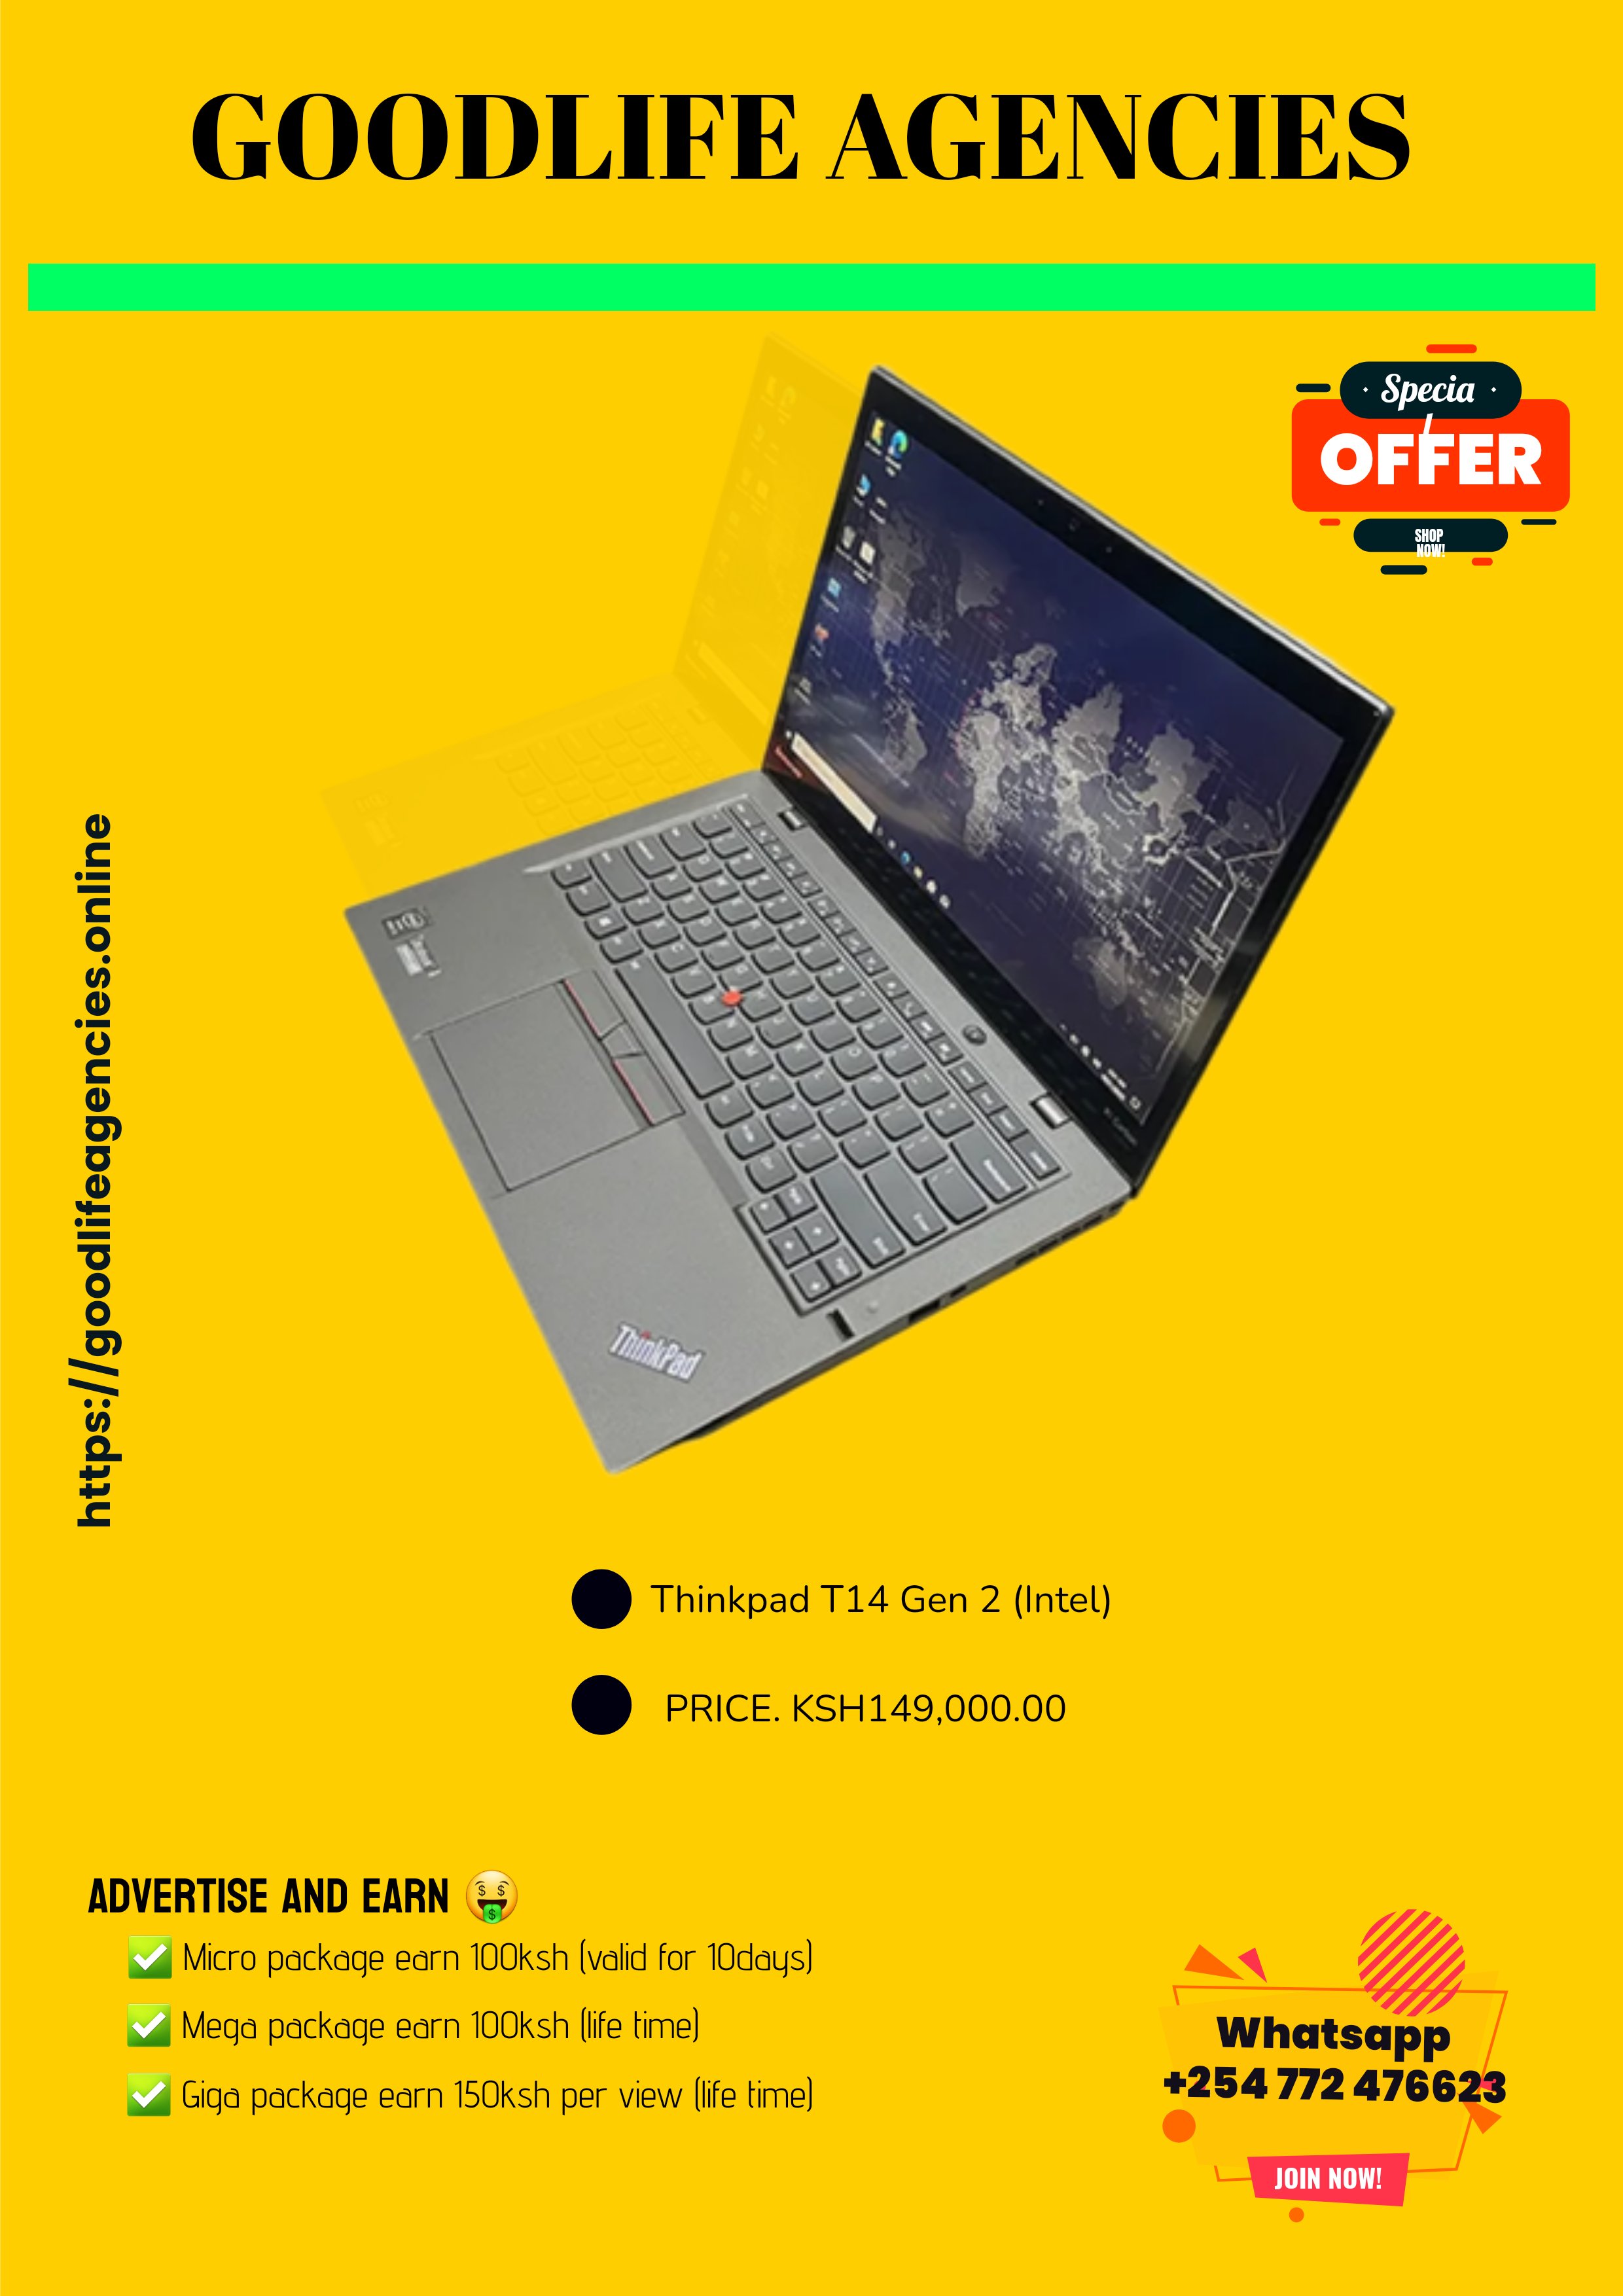 GOODLIFE AGENCIES
Specia
l
OFFER
SHOP
NOW!
https://goodlifeagencies.online
ThinkPad
Thinkpad T14 Gen 2 (Intel)
PRICE. KSH149,000.00
ADVERTISE AND EARN 🤑
✅ Micro package earn 100ksh (valid for 10days)
✅ Mega package earn 100ksh (life time)
✅ Giga package earn 150ksh per view (life time)
Whatsapp
+254 772 476623
JOIN NOW!